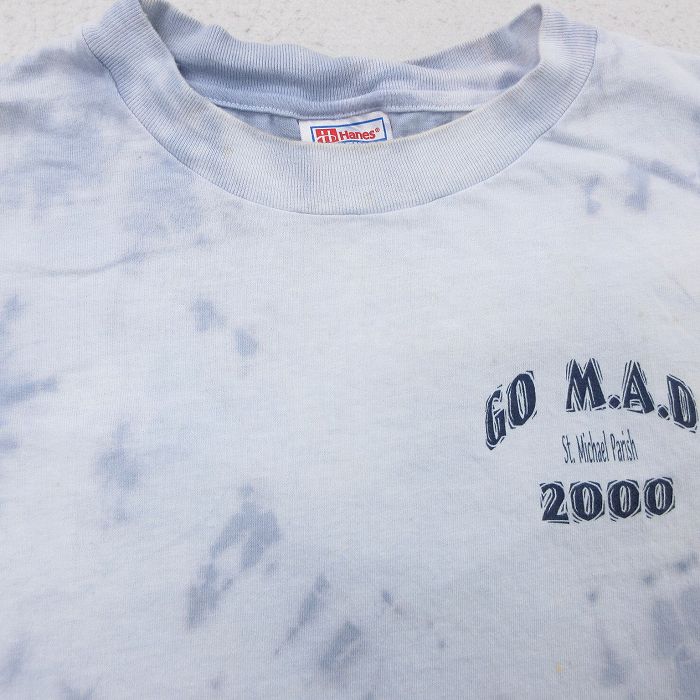 Hanes®
GO M.A.D
St. Michael Parish
2000